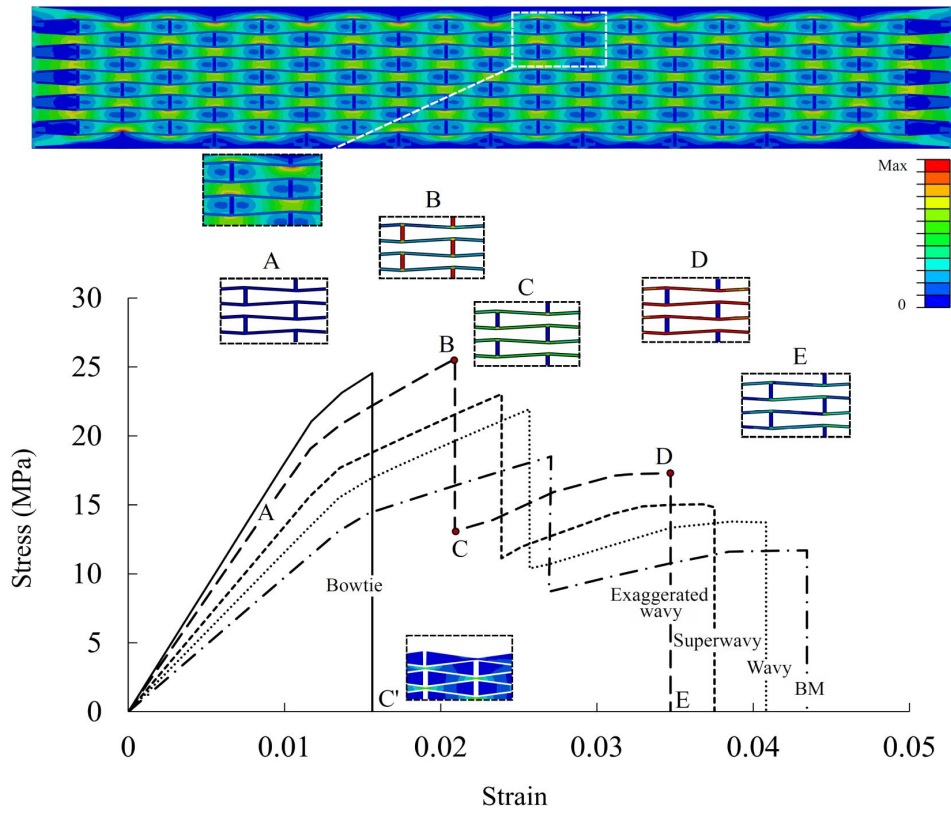 Max
0
B
A
C
D
E
30
25
20
15
10
5
0
Stress (MPa)
B
A
C
D
Bowtie
Exaggerated
wavy
Superwavy
Wavy
BM
C'
E
0
0.01
0.02
0.03
0.04
0.05
Strain